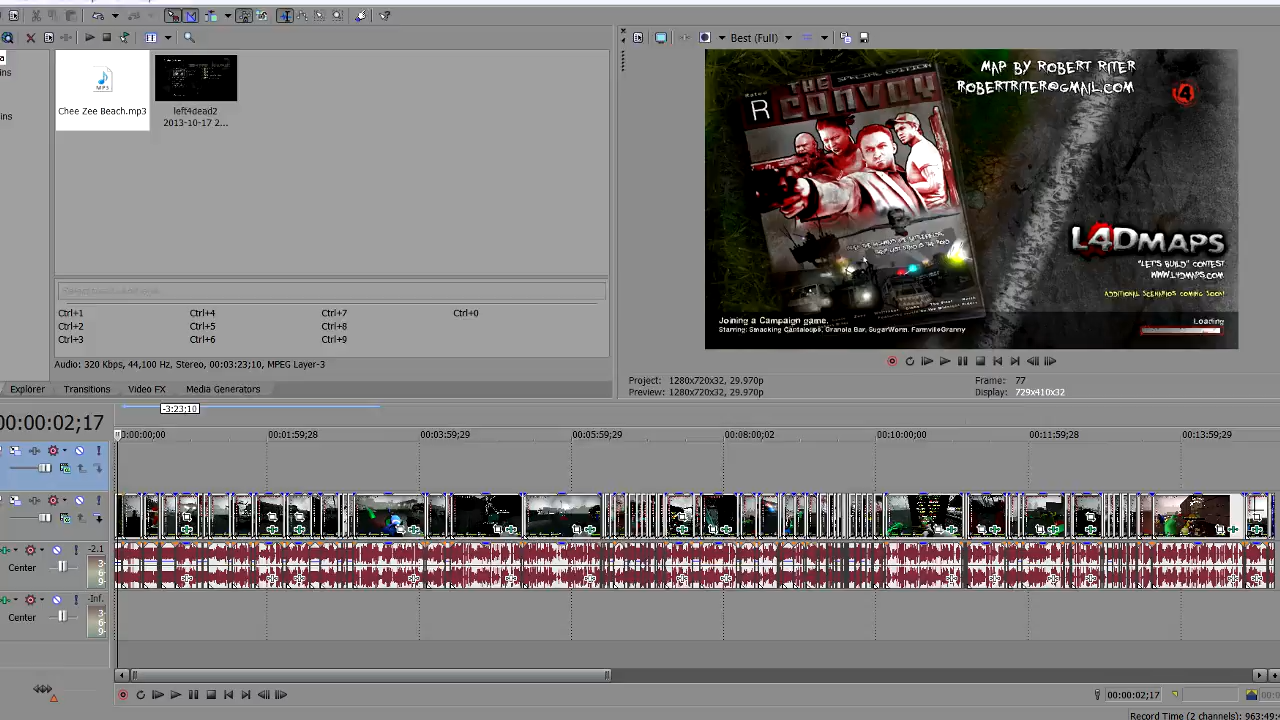 Best (Full)
Chee Zee Beach.mp3
left4dead2
2013-10-17 2...
THE
SPECIAL EDITION
CONVOY
R
MAP BY ROBERT RITER
ROBERTRITER@GMAIL.COM
L4DMAPS
"LET'S BUILD" CONTEST
WWW.L4DMAPS.COM
ADDITIONAL SCENARIOS COMING SOON!
Joining a Campaign game.
Starring: Smacking Cantaloups, Granola Bar, SugarWorm, FarmvilleGranny
Loading
Ctrl+1 Ctrl+4 Ctrl+7 Ctrl+0
Ctrl+2 Ctrl+5 Ctrl+8
Ctrl+3 Ctrl+6 Ctrl+9
Audio: 320 Kbps, 44,100 Hz, Stereo, 00:03:23;10, MPEG Layer-3
Explorer Transitions Video FX Media Generators
Project: 1280x720x32, 29.970p
Preview: 1280x720x32, 29.970p
Frame: 77
Display: 729x410x32
00:00:02;17
-3:23;10
0:00:00;00 00:01:59;28 00:03:59;29 00:05:59;29 00:08:00;02 00:10:00;00 00:11:59;28 00:13:59;29
-2.1
Center
-Inf.
Center
00:00:02;17
Record Time (2 channels): 963:49: